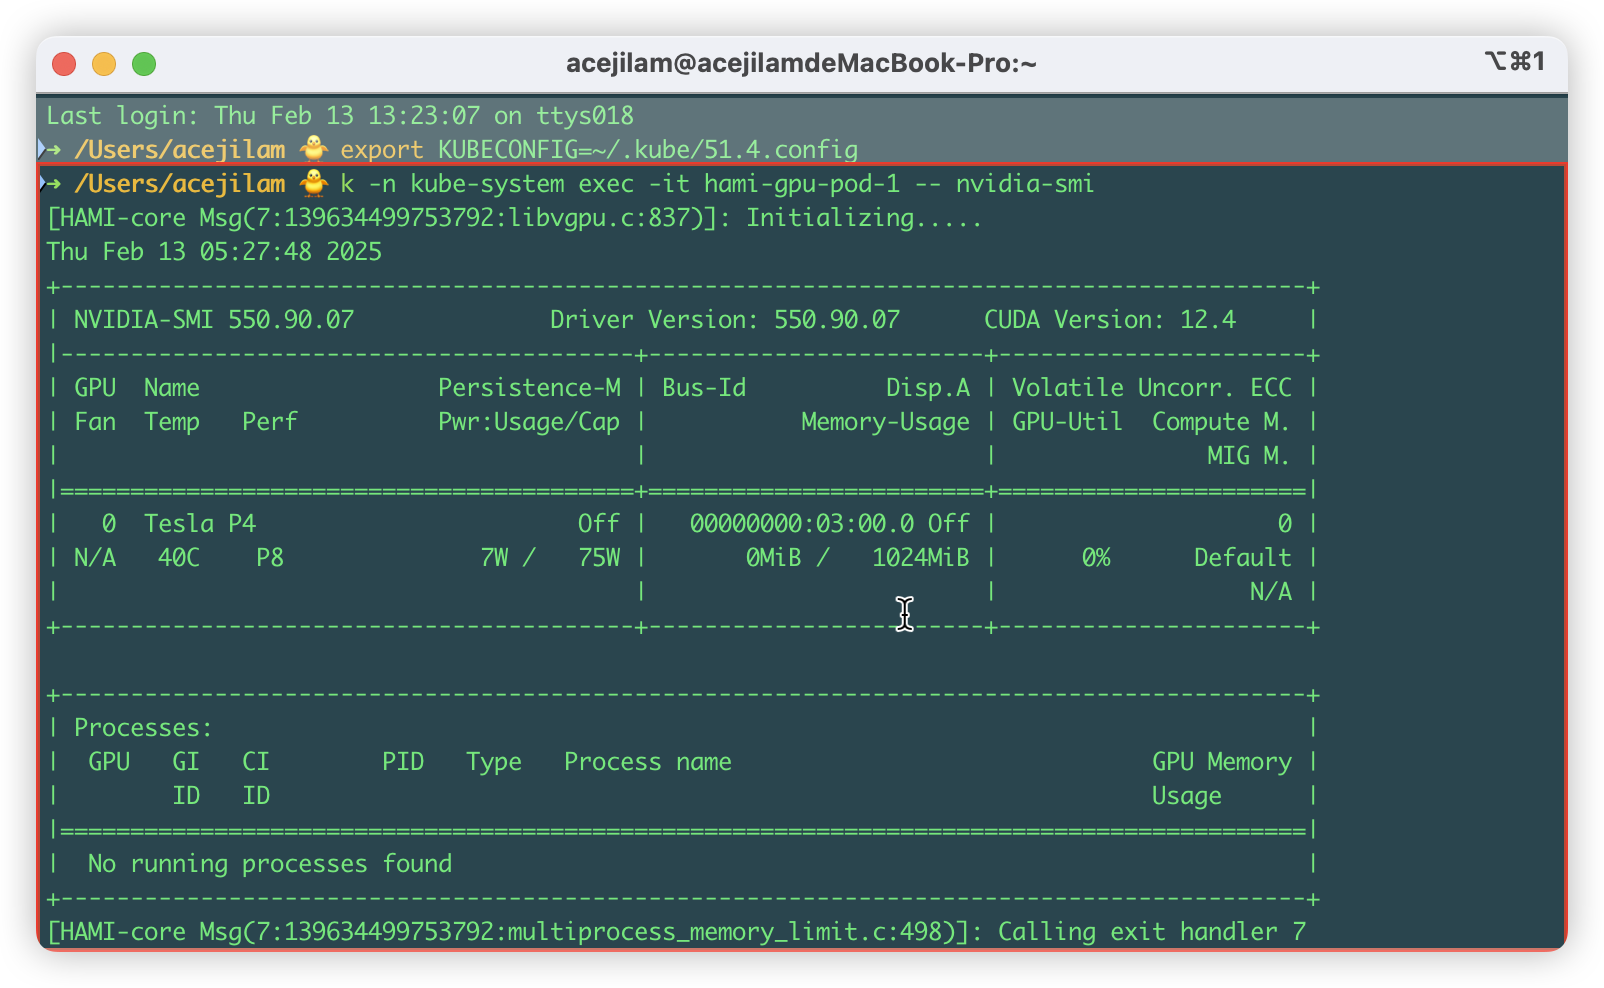 acejilam@acejilamdeMacBook-Pro:~ ⌥⌘1
Last login: Thu Feb 13 13:23:07 on ttys018
➜ /Users/acejilam 🐥 export KUBECONFIG=~/.kube/51.4.config
➜ /Users/acejilam 🐥 k -n kube-system exec -it hami-gpu-pod-1 -- nvidia-smi
[HAMI-core Msg(7:139634499753792:libvgpu.c:837)]: Initializing.....
Thu Feb 13 05:27:48 2025
+-----------------------------------------------------------------------------------------+
| NVIDIA-SMI 550.90.07              Driver Version: 550.90.07      CUDA Version: 12.4     |
|-----------------------------------------+------------------------+----------------------+
| GPU  Name                 Persistence-M | Bus-Id          Disp.A | Volatile Uncorr. ECC |
| Fan  Temp   Perf          Pwr:Usage/Cap |           Memory-Usage | GPU-Util  Compute M. |
|                                         |                        |               MIG M. |
|=========================================+========================+======================|
|   0  Tesla P4                       Off |   00000000:03:00.0 Off |                    0 |
| N/A   40C    P8              7W /   75W |       0MiB /   1024MiB |      0%      Default |
|                                         |                        |                  N/A |
+-----------------------------------------+------------------------+----------------------+
+-----------------------------------------------------------------------------------------+
| Processes:                                                                              |
|  GPU   GI   CI        PID   Type   Process name                              GPU Memory |
|        ID   ID                                                               Usage      |
|=========================================================================================|
|  No running processes found                                                             |
+-----------------------------------------------------------------------------------------+
[HAMI-core Msg(7:139634499753792:multiprocess_memory_limit.c:498)]: Calling exit handler 7